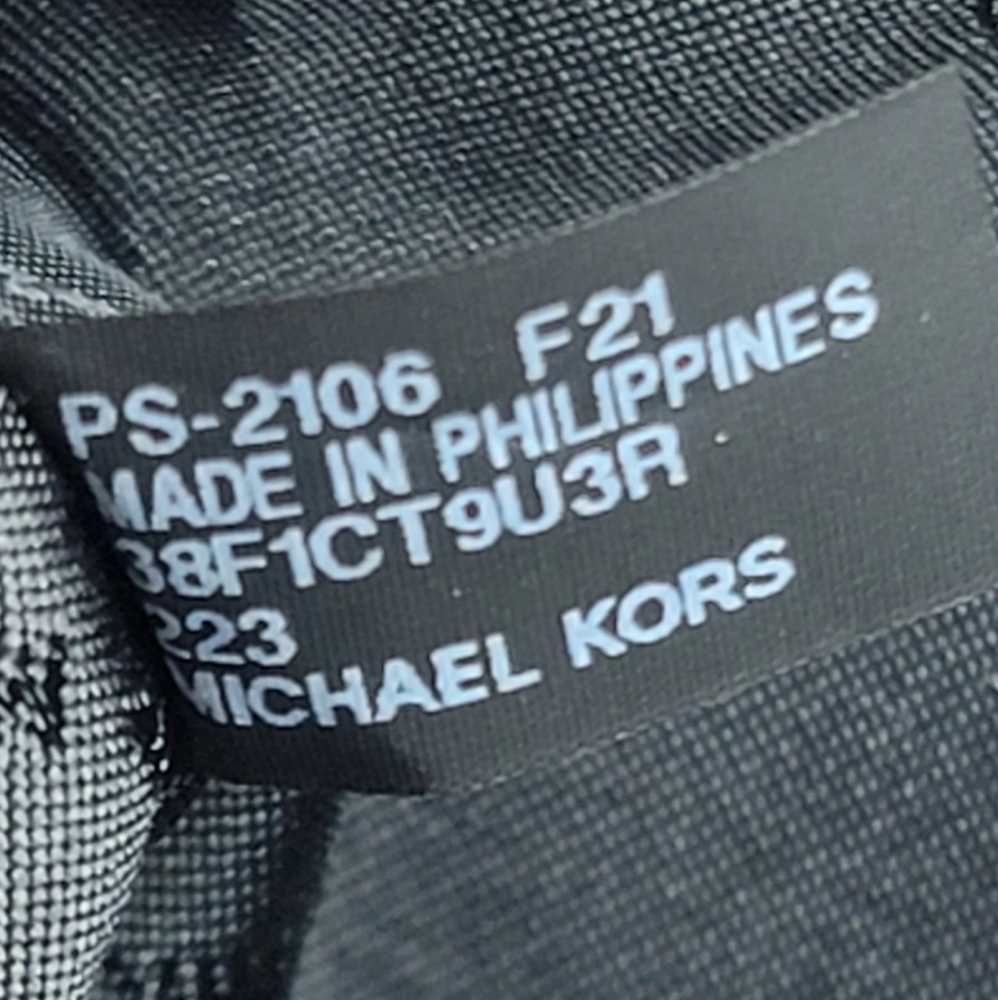 PS-2106 F21
MADE IN PHILIPPINES
38F1CT9U3R
223
MICHAEL KORS